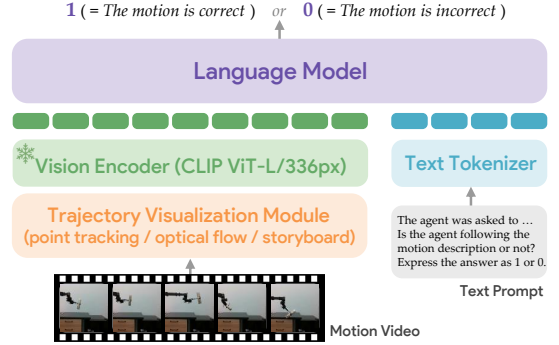 1 ( = The motion is correct ) or 0 ( = The motion is incorrect )
Language Model
Vision Encoder (CLIP ViT-L/336px)
Text Tokenizer
Trajectory Visualization Module
(point tracking / optical flow / storyboard)
The agent was asked to ...
Is the agent following the
motion description or not?
Express the answer as 1 or 0.
Text Prompt
Motion Video